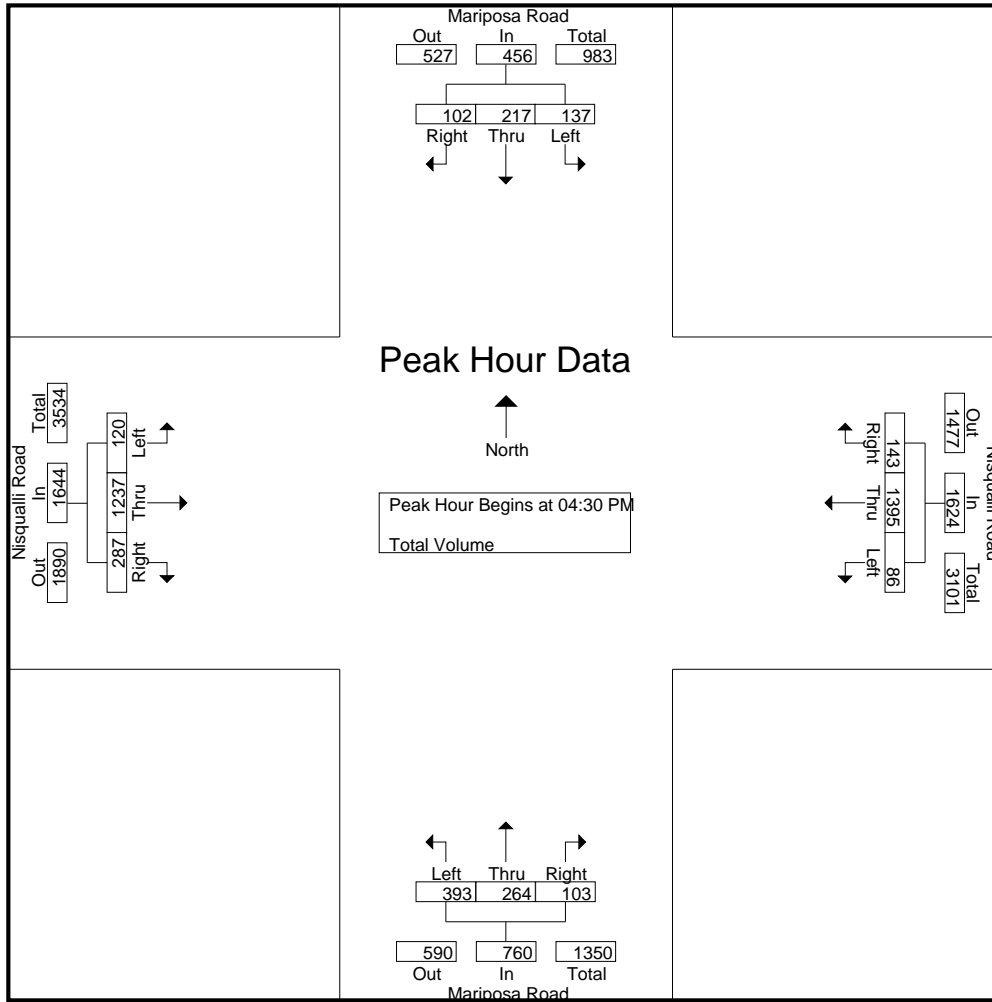 Mariposa Road
Out In Total
527 456 983
102 217 137
Right Thru Left
Peak Hour Data
North
Peak Hour Begins at 04:30 PM
Total Volume
Nisqualli Road
Total In Out
3534 1644 1890
120 1237 287
Left Thru Right
Nisqualli Road
Out In Total
1477 1624 3101
143 1395 86
Right Thru Left
Left Thru Right
393 264 103
590 760 1350
Out In Total
Mariposa Road